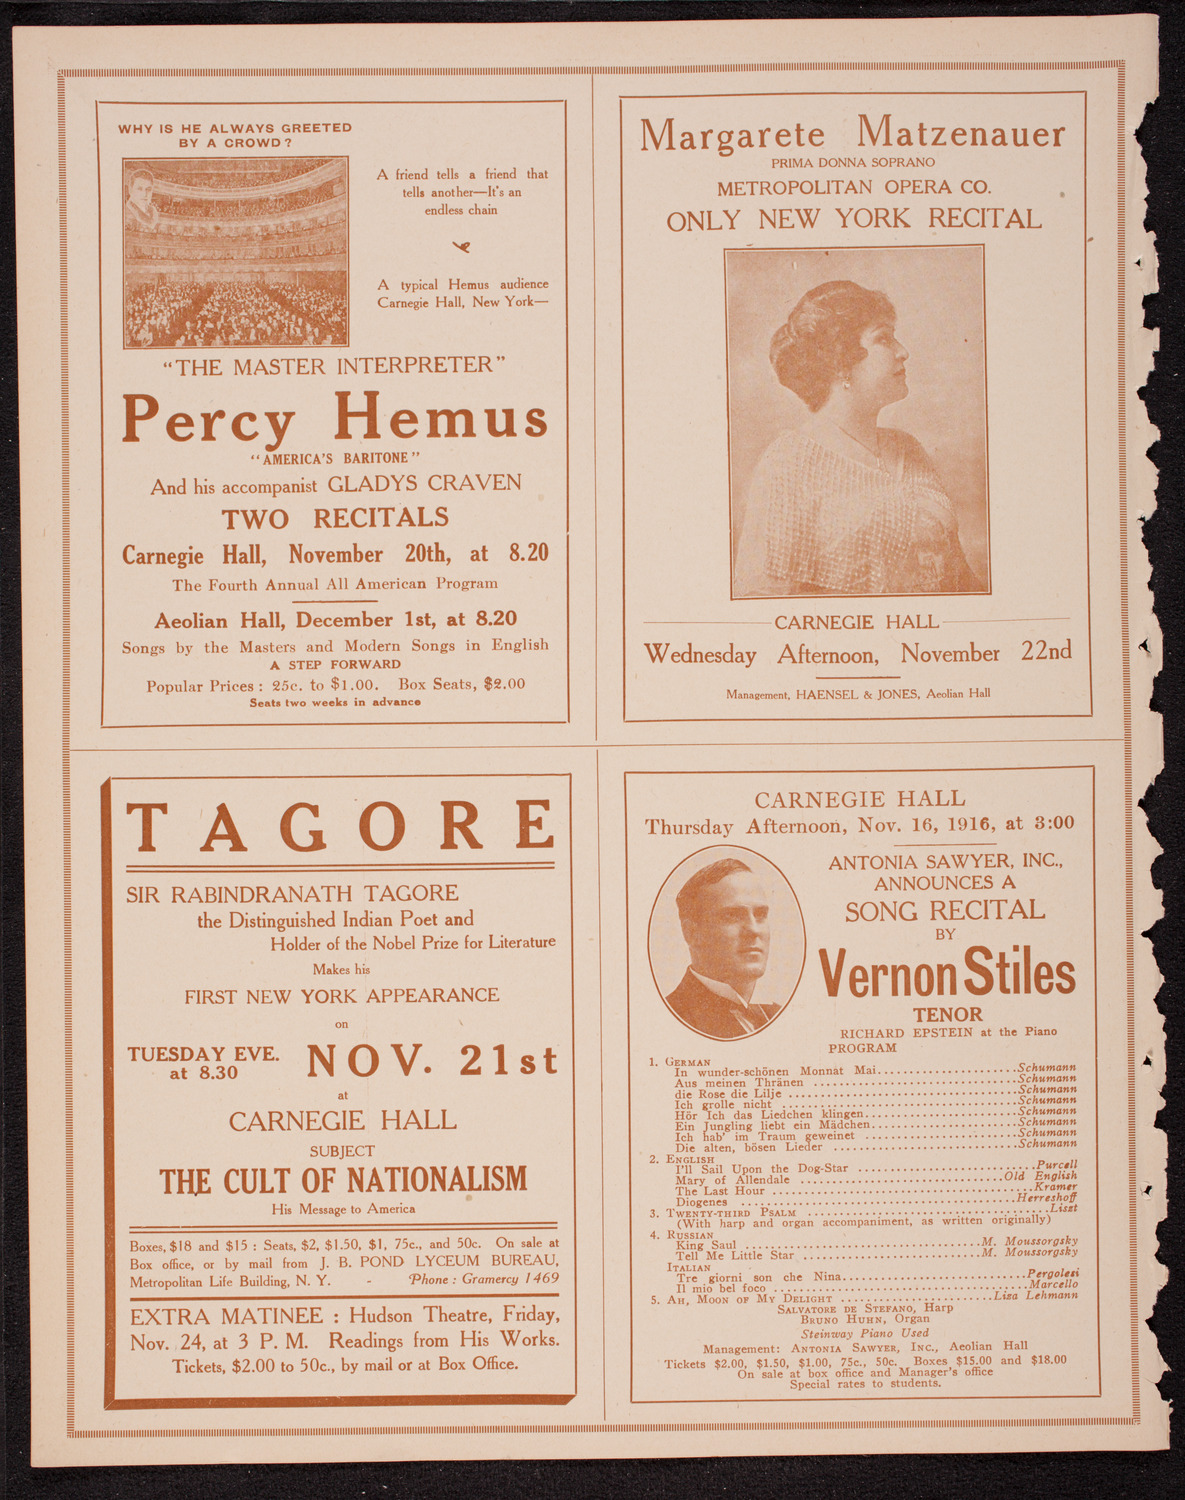 WHY IS HE ALWAYS GREETED
BY A CROWD?
A friend tells a friend that
tells another—It's an
endless chain
A typical Hemus audience
Carnegie Hall, New York—
"THE MASTER INTERPRETER"
Percy Hemus
"AMERICA'S BARITONE"
And his accompanist GLADYS CRAVEN
TWO RECITALS
Carnegie Hall, November 20th, at 8.20
The Fourth Annual All American Program
Aeolian Hall, December 1st, at 8.20
Songs by the Masters and Modern Songs in English
A STEP FORWARD
Popular Prices: 25c. to $1.00. Box Seats, $2.00
Seats two weeks in advance
Margarete Matzenauer
PRIMA DONNA SOPRANO
METROPOLITAN OPERA CO.
ONLY NEW YORK RECITAL
CARNEGIE HALL
Wednesday Afternoon, November 22nd
Management, HAENSEL & JONES, Aeolian Hall
TAGORE
SIR RABINDRANATH TAGORE
the Distinguished Indian Poet and
Holder of the Nobel Prize for Literature
Makes his
FIRST NEW YORK APPEARANCE
on
TUESDAY EVE.
at 8.30
NOV. 21st
at
CARNEGIE HALL
SUBJECT
THE CULT OF NATIONALISM
His Message to America
Boxes, $18 and $15 : Seats, $2, $1.50, $1, 75c., and 50c. On sale at
Box office, or by mail from J. B. POND LYCEUM BUREAU,
Metropolitan Life Building, N. Y. - Phone : Gramercy 1469
EXTRA MATINEE : Hudson Theatre, Friday,
Nov. 24, at 3 P. M. Readings from His Works.
Tickets, $2.00 to 50c., by mail or at Box Office.
CARNEGIE HALL
Thursday Afternoon, Nov. 16, 1916, at 3:00
ANTONIA SAWYER, INC.,
ANNOUNCES A
SONG RECITAL
BY
Vernon Stiles
TENOR
RICHARD EPSTEIN at the Piano
PROGRAM
1. GERMAN
In wunder-schönen Monnat Mai....................Schumann
Aus meinen Thränen ..............................Schumann
die Rose die Lilje ..................................Schumann
Ich grolle nicht ...................................Schumann
Hör Ich das Liedchen klingen......................Schumann
Ein Jungling liebt ein Mädchen.....................Schumann
Ich hab' im Traum geweinet ......................Schumann
Die alten, bösen Lieder ...........................Schumann
2. ENGLISH
I'll Sail Upon the Dog-Star ..........................Purcell
Mary of Allendale ..................................Old English
The Last Hour ......................................Kramer
Diogenes .........................................Herreshoff
3. TWENTY-THIRD PSALM ...................................Liszt
(With harp and organ accompaniment, as written originally)
4. RUSSIAN
King Saul ..................................M. Moussorgsky
Tell Me Little Star ..........................M. Moussorgsky
ITALIAN
Tre giorni son che Nina...........................Pergolesi
Il mio bel foco .....................................Marcello
5. AH, MOON OF MY DELIGHT ......................Liza Lehmann
SALVATORE DE STEFANO, Harp
BRUNO HUHN, Organ
Steinway Piano Used
Management: ANTONIA SAWYER, INC., Aeolian Hall
Tickets $2.00, $1.50, $1.00, 75c., 50c. Boxes $15.00 and $18.00
On sale at box office and Manager's office
Special rates to students.